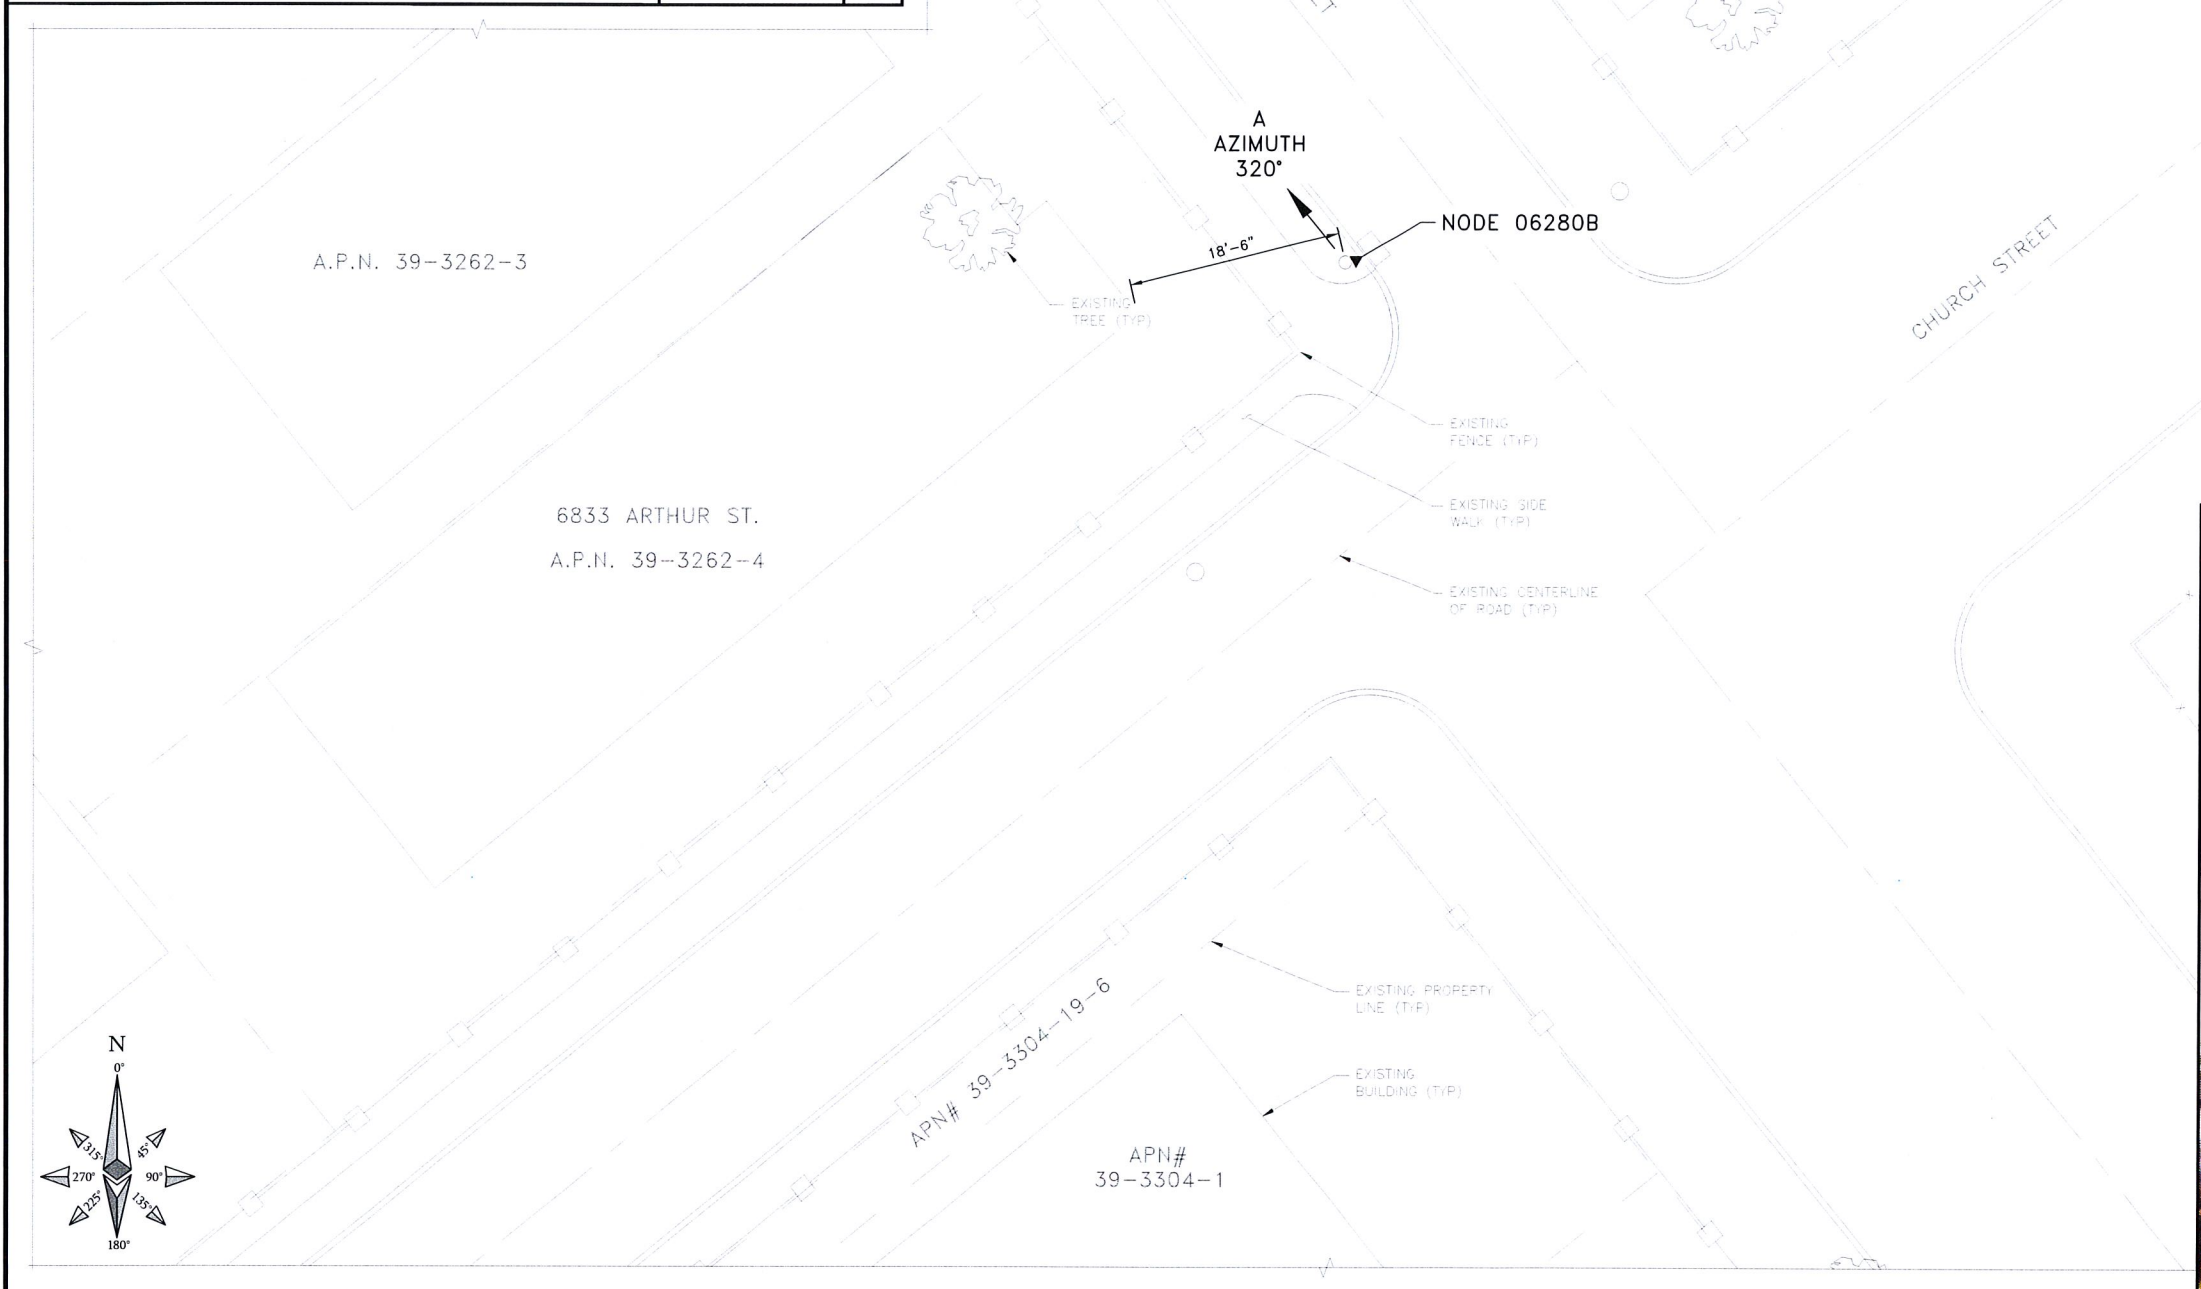 A
AZIMUTH
320°
NODE 06280B
18'-6"
A.P.N. 39-3262-3
CHURCH STREET
EXISTING
TREE (TYP)
EXISTING
FENCE (TYP)
6833 ARTHUR ST.
A.P.N. 39-3262-4
EXISTING SIDE
WALK (TYP)
EXISTING CENTERLINE
OF ROAD (TYP)
EXISTING PROPERTY
LINE (TYP)
APN# 39-3304-19-6
EXISTING
BUILDING (TYP)
APN#
39-3304-1
N
0°
315°
45°
270°
90°
225°
135°
180°